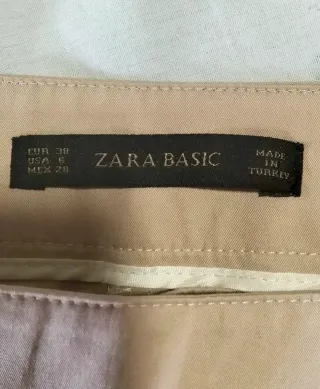 EUR 38
USA 6
MEX 28
ZARA BASIC
MADE
IN
TURKEY